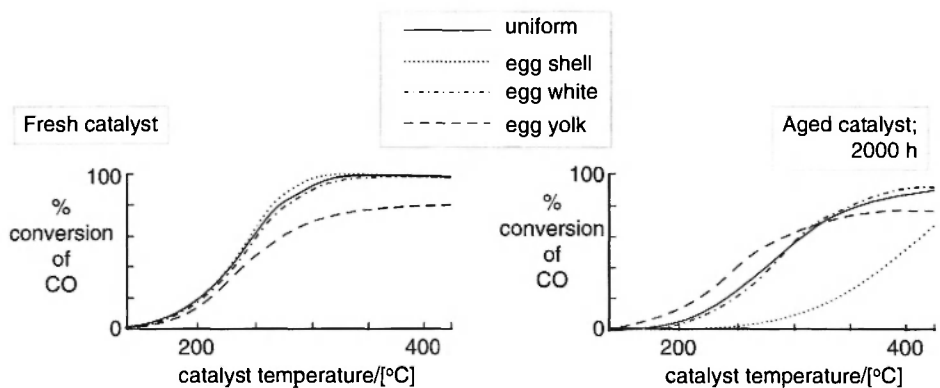 uniform
egg shell
egg white
egg yolk
Fresh catalyst
Aged catalyst;
2000 h
100
%
conversion
of
CO
0
200
400
catalyst temperature/[°C]
100
%
conversion
of
CO
0
200
400
catalyst temperature/[°C]